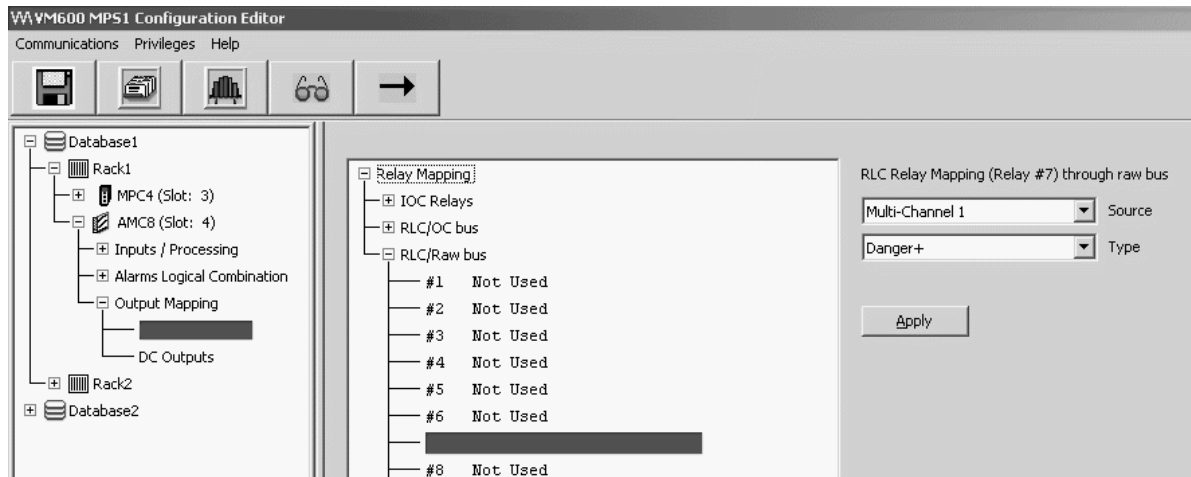 VM600 MPS1 Configuration Editor
Communications Privileges Help
Database1
Rack1
MPC4 (Slot: 3)
AMC8 (Slot: 4)
Inputs / Processing
Alarms Logical Combination
Output Mapping
DC Outputs
Rack2
Database2
Relay Mapping
IOC Relays
RLC/OC bus
RLC/Raw bus
#1 Not Used
#2 Not Used
#3 Not Used
#4 Not Used
#5 Not Used
#6 Not Used
#8 Not Used
RLC Relay Mapping (Relay #7) through raw bus
Multi-Channel 1 Source
Danger+ Type
Apply